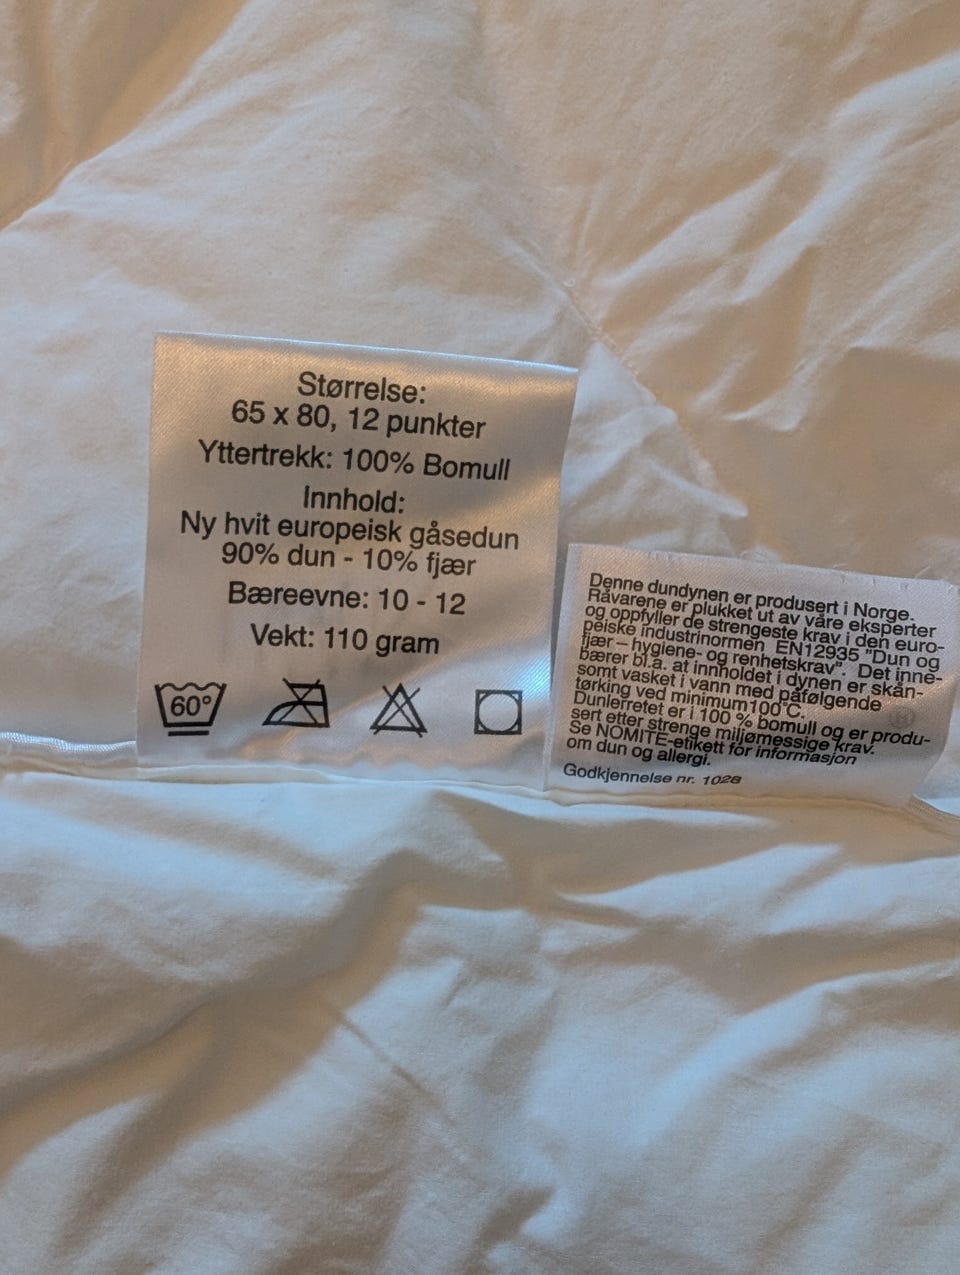 Størrelse:
65 x 80, 12 punkter
Yttertrekk: 100% Bomull
Innhold:
Ny hvit europeisk gåsedun
90% dun - 10% fjær
Bæreevne: 10 - 12
Vekt: 110 gram
60°
Denne dundynen er produsert i Norge.
Råvarene er plukket ut av våre eksperter
og oppfyller de strengeste krav i den euro-
peiske industrinormen EN12935 "Dun og
fjær – hygiene- og renhetskrav". Det inne-
bærer bl.a. at innholdet i dynen er skån-
somt vasket i vann med påfølgende
tørking ved minimum100°C.
Dunlerretet er i 100 % bomull og er produ-
sert etter strenge miljømessige krav.
Se NOMITE-etikett for informasjon
om dun og allergi.
Godkjennelse nr. 1028